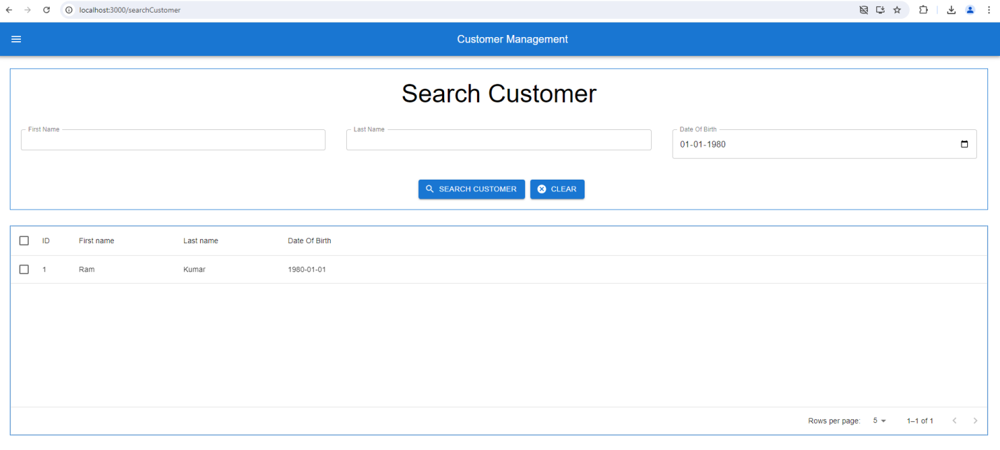 localhost:3000/searchCustomer
Customer Management
Search Customer
First Name Last Name Date Of Birth
01-01-1980
SEARCH CUSTOMER CLEAR
ID First name Last name Date Of Birth
1 Ram Kumar 1980-01-01
Rows per page: 5 1–1 of 1